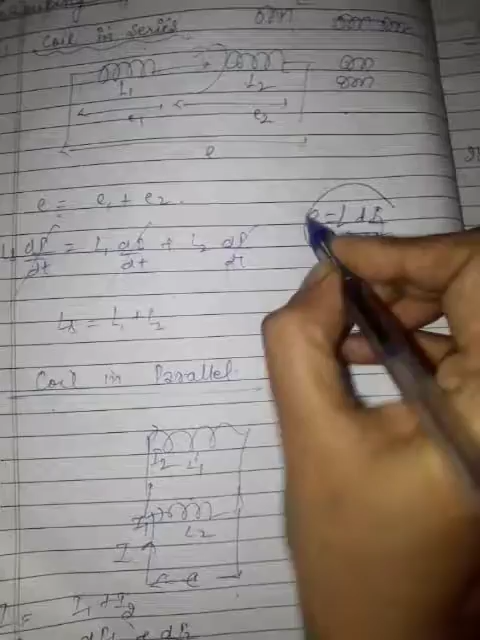 Coil in series
L1 L2
e1 e2
e
e = e1 + e2
e = L dI
Ls dI/dt = L1 dI/dt + L2 dI/dt
Ls = L1 + L2
Coil in Parallel
I2 L1
I1 L2
I
e
I = I1 + I2